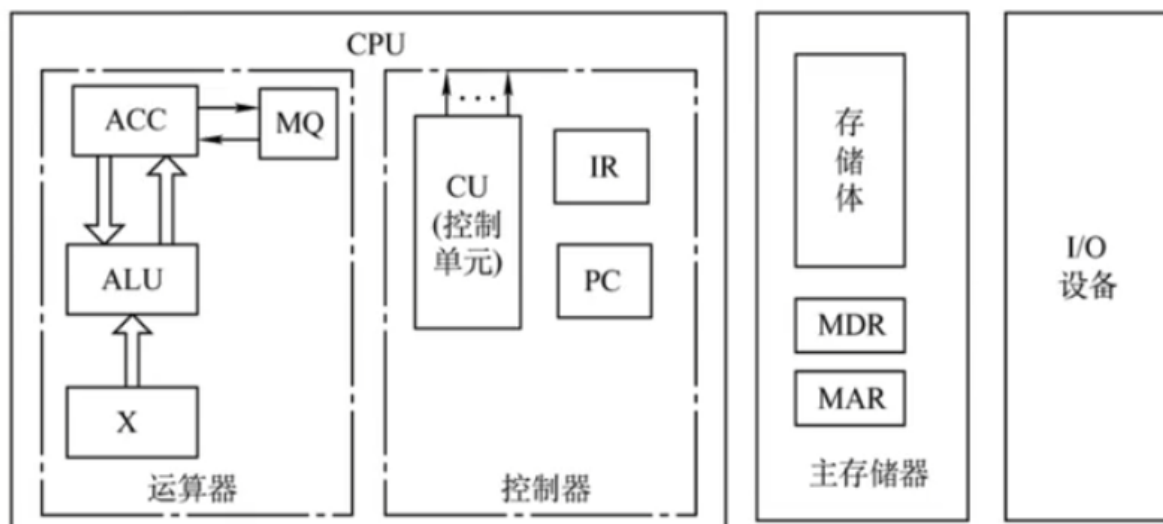 CPU
ACC
MQ
ALU
X
运算器
···
CU
(控制
单元)
IR
PC
控制器
存
储
体
MDR
MAR
主存储器
I/O
设备